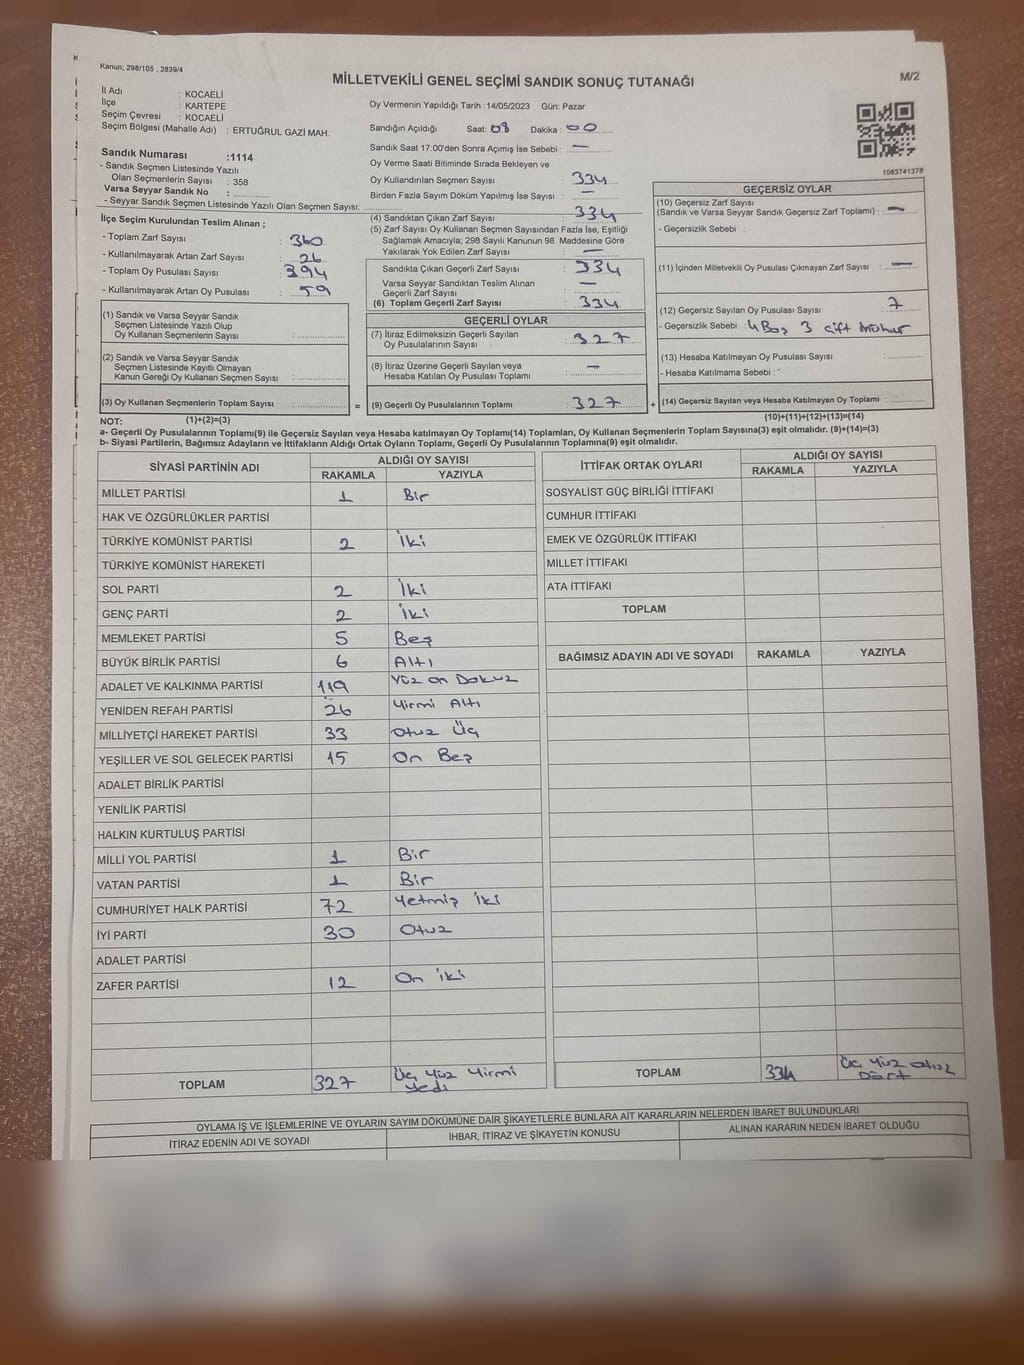 Kanun, 298/105 , 2839/4
MİLLETVEKİLİ GENEL SEÇİMİ SANDIK SONUÇ TUTANAĞI
M/2
İl Adı : KOCAELİ
İlçe : KARTEPE
Seçim Çevresi : KOCAELİ
Seçim Bölgesi (Mahalle Adı) : ERTUĞRUL GAZİ MAH.
Sandık Numarası :1114
- Sandık Seçmen Listesinde Yazılı
Olan Seçmenlerin Sayısı : 358
Varsa Seyyar Sandık No :
- Seyyar Sandık Seçmen Listesinde Yazılı Olan Seçmen Sayısı:
Oy Vermenin Yapıldığı Tarih :14/05/2023 Gün: Pazar
Sandığın Açıldığı Saat: 08 Dakika : 00
Sandık Saat 17:00'den Sonra Açımış İse Sebebi : —
Oy Verme Saati Bitiminde Sırada Bekleyen ve
Oy Kullandırılan Seçmen Sayısı : 334
Birden Fazla Sayım Döküm Yapılmış İse Sayısı : —
1083741378
İlçe Seçim Kurulundan Teslim Alınan ;
- Toplam Zarf Sayısı : 360
- Kullanılmayarak Artan Zarf Sayısı : 26
- Toplam Oy Pusulası Sayısı : 394
- Kullanılmayarak Artan Oy Pusulası : 59
(4) Sandıktan Çıkan Zarf Sayısı : 334
(5) Zarf Sayısı Oy Kullanan Seçmen Sayısından Fazla İse, Eşitliği
Sağlamak Amacıyla; 298 Sayılı Kanunun 98. Maddesine Göre
Yakılarak Yok Edilen Zarf Sayısı : —
Sandıkta Çıkan Geçerli Zarf Sayısı : 334
Varsa Seyyar Sandıktan Teslim Alınan
Geçerli Zarf Sayısı : —
(6) Toplam Geçerli Zarf Sayısı : 334
GEÇERSİZ OYLAR
(10) Geçersiz Zarf Sayısı
(Sandık ve Varsa Seyyar Sandık Geçersiz Zarf Toplamı) : —
- Geçersizlik Sebebi :
(11) İçinden Milletvekili Oy Pusulası Çıkmayan Zarf Sayısı : —
(12) Geçersiz Sayılan Oy Pusulası Sayısı : 7
- Geçersizlik Sebebi : 4 Boş 3 çift mühür
(13) Hesaba Katılmayan Oy Pusulası Sayısı :
- Hesaba Katılmama Sebebi :
(14) Geçersiz Sayılan veya Hesaba Katılmayan Oy Toplamı :
(10)+(11)+(12)+(13)=(14)
(1) Sandık ve Varsa Seyyar Sandık
Seçmen Listesinde Yazılı Olup
Oy Kullanan Seçmenlerin Sayısı :
(2) Sandık ve Varsa Seyyar Sandık
Seçmen Listesinde Kayıtlı Olmayan
Kanun Gereği Oy Kullanan Seçmen Sayısı :
(3) Oy Kullanan Seçmenlerin Toplam Sayısı :
(1)+(2)=(3)
GEÇERLİ OYLAR
(7) İtiraz Edilmeksizin Geçerli Sayılan
Oy Pusulalarının Sayısı : 327
(8) İtiraz Üzerine Geçerli Sayılan veya
Hesaba Katılan Oy Pusulası Toplamı : —
= (9) Geçerli Oy Pusulalarının Toplamı : 327 +
NOT:
a- Geçerli Oy Pusulalarının Toplamı(9) ile Geçersiz Sayılan veya Hesaba katılmayan Oy Toplamı(14) Toplamları, Oy Kullanan Seçmenlerin Toplam Sayısına(3) eşit olmalıdır. (9)+(14)=(3)
b- Siyasi Partilerin, Bağımsız Adayların ve İttifakların Aldığı Ortak Oyların Toplamı, Geçerli Oy Pusulalarının Toplamına(9) eşit olmalıdır.
SİYASİ PARTİNİN ADI ALDIĞI OY SAYISI
RAKAMLA YAZIYLA
MİLLET PARTİSİ 1 Bir
HAK VE ÖZGÜRLÜKLER PARTİSİ
TÜRKİYE KOMÜNİST PARTİSİ 2 İki
TÜRKİYE KOMÜNİST HAREKETİ
SOL PARTİ 2 İki
GENÇ PARTİ 2 İki
MEMLEKET PARTİSİ 5 Beş
BÜYÜK BİRLİK PARTİSİ 6 Altı
ADALET VE KALKINMA PARTİSİ 119 Yüz on Dokuz
YENİDEN REFAH PARTİSİ 26 Yirmi Altı
MİLLİYETÇİ HAREKET PARTİSİ 33 Otuz Üç
YEŞİLLER VE SOL GELECEK PARTİSİ 15 On Beş
ADALET BİRLİK PARTİSİ
YENİLİK PARTİSİ
HALKIN KURTULUŞ PARTİSİ
MİLLİ YOL PARTİSİ 1 Bir
VATAN PARTİSİ 1 Bir
CUMHURİYET HALK PARTİSİ 72 Yetmiş İki
İYİ PARTİ 30 Otuz
ADALET PARTİSİ
ZAFER PARTİSİ 12 On iki
TOPLAM 327 Üç Yüz Yirmi
yedi
İTTİFAK ORTAK OYLARI ALDIĞI OY SAYISI
RAKAMLA YAZIYLA
SOSYALİST GÜÇ BİRLİĞİ İTTİFAKI
CUMHUR İTTİFAKI
EMEK VE ÖZGÜRLÜK İTTİFAKI
MİLLET İTTİFAKI
ATA İTTİFAKI
TOPLAM
BAĞIMSIZ ADAYIN ADI VE SOYADI RAKAMLA YAZIYLA
TOPLAM 334 Üç Yüz otuz
Dört
OYLAMA İŞ VE İŞLEMLERİNE VE OYLARIN SAYIM DÖKÜMÜNE DAİR ŞİKAYETLERLE BUNLARA AİT KARARLARIN NELERDEN İBARET BULUNDUKLARI
İTİRAZ EDENİN ADI VE SOYADI İHBAR, İTİRAZ VE ŞİKAYETİN KONUSU ALINAN KARARIN NEDEN İBARET OLDUĞU